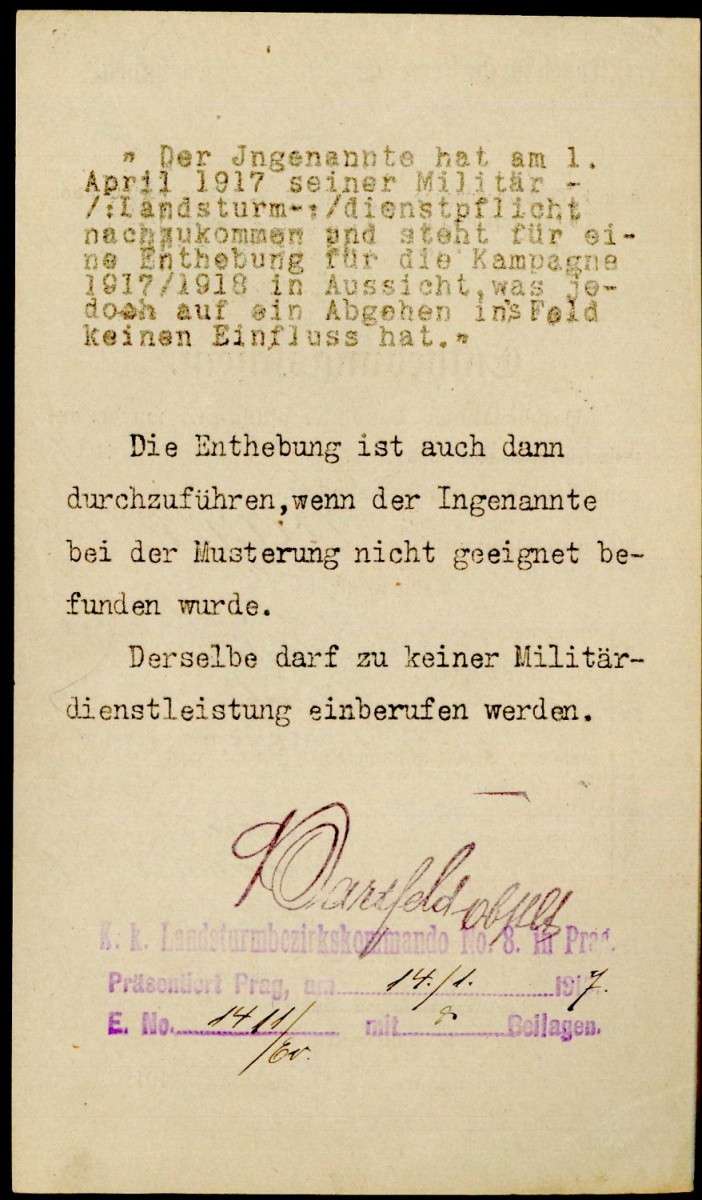 " Der Jngenannte hat am 1.
April 1917 seiner Militär -
/:Landsturm-:/dienstpflicht
nachzukommen und steht für ei-
ne Enthebung für die Kampagne
1917/1918 in Aussicht,was je-
doch auf ein Abgehen in's Feld
keinen Einfluss hat."
Die Enthebung ist auch dann
durchzuführen,wenn der Ingenannte
bei der Musterung nicht geeignet be-
funden wurde.
Derselbe darf zu keiner Militär-
dienstleistung einberufen werden.
K. k. Landsturmbezirkskommando No. 8. in Prag.
Präsentiert Prag, am 14./1. 1917.
E. No. 1411/ mit Beilagen.